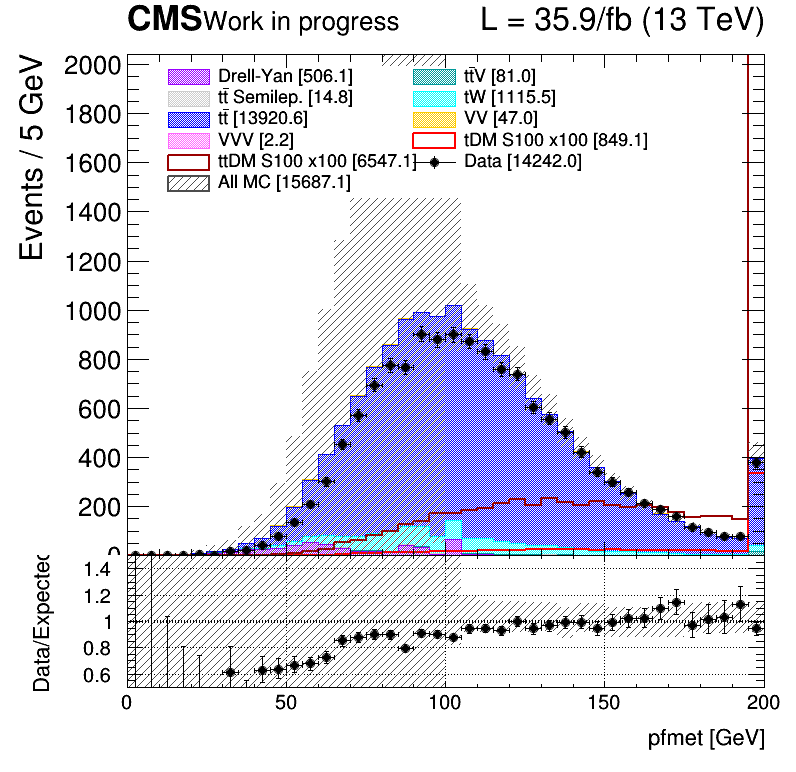 CMS Work in progress L = 35.9/fb (13 TeV)
Events / 5 GeV
2000
1800
1600
1400
1200
1000
800
600
400
200
0
Drell-Yan [506.1] tt̄V [81.0]
tt̄ Semilep. [14.8] tW [1115.5]
tt̄ [13920.6] VV [47.0]
VVV [2.2] tDM S100 x100 [849.1]
ttDM S100 x100 [6547.1] Data [14242.0]
All MC [15687.1]
Data/Expected
1.4
1.2
1
0.8
0.6
0 50 100 150 200
pfmet [GeV]